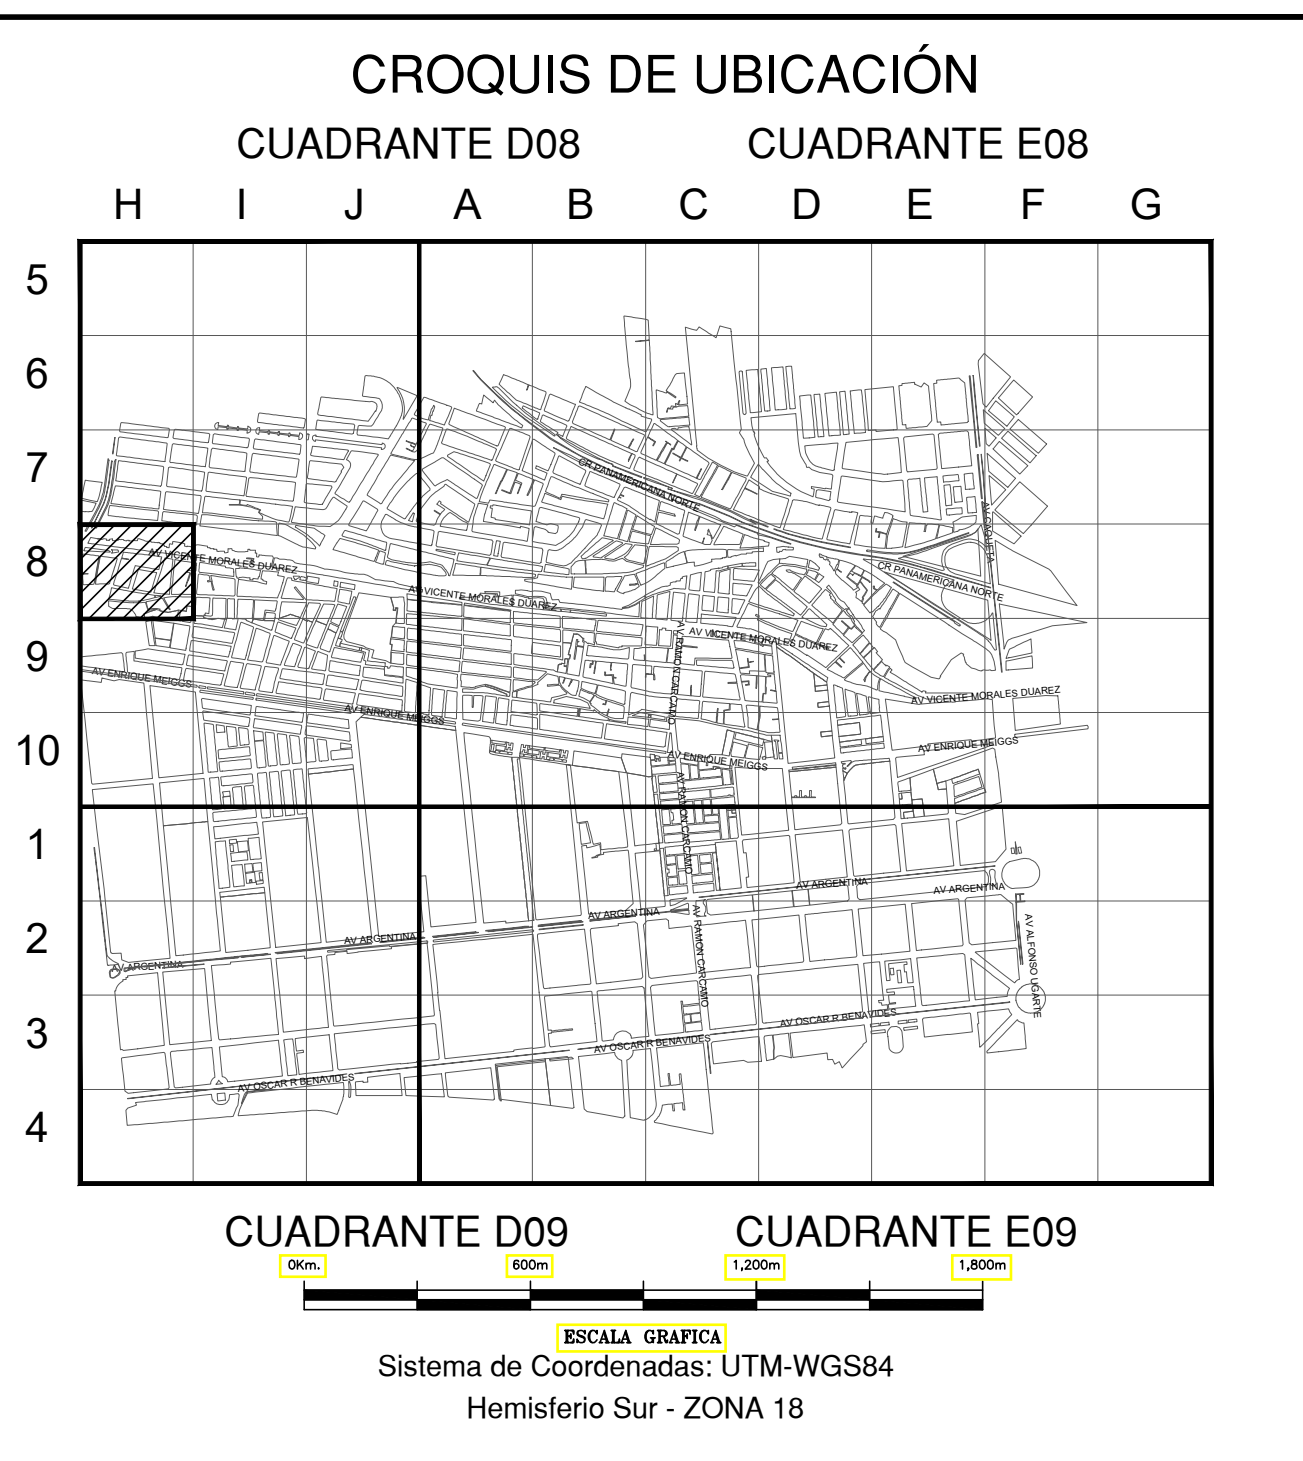 CROQUIS DE UBICACIÓN
CUADRANTE D08 CUADRANTE E08
H I J A B C D E F G
5
6
7
CR PANAMERICANA NORTE
AV CAQUETA
8
AV VICENTE MORALES DUAREZ
CR PANAMERICANA NORTE
AV VICENTE MORALES DUAREZ
AV VICENTE MORALES DUAREZ
AV RAMON CARCAMO
9
AV ENRIQUE MEIGGS
AV VICENTE MORALES DUAREZ
AV ENRIQUE MEIGGS
10
AV ENRIQUE MEIGGS
AV ENRIQUE MEIGGS
AV RAMON CARCAMO
1
AV ARGENTINA
AV ARGENTINA
AV ARGENTINA
2
AV ARGENTINA
AV ARGENTINA
AV RAMON CARCAMO
AV ALFONSO UGARTE
3
AV OSCAR R BENAVIDES
AV OSCAR R BENAVIDES
AV OSCAR R BENAVIDES
4
CUADRANTE D09 CUADRANTE E09
0Km. 600m 1,200m 1,800m
ESCALA GRAFICA
Sistema de Coordenadas: UTM-WGS84
Hemisferio Sur - ZONA 18